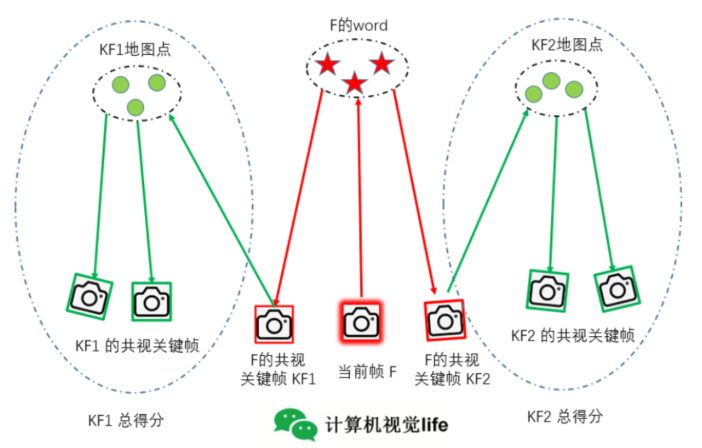 F的word
KF1地图点
KF2地图点
KF1 的共视关键帧
F的共视
关键帧 KF1
当前帧 F
F的共视
关键帧 KF2
KF2 的共视关键帧
KF1 总得分
计算机视觉life
KF2 总得分